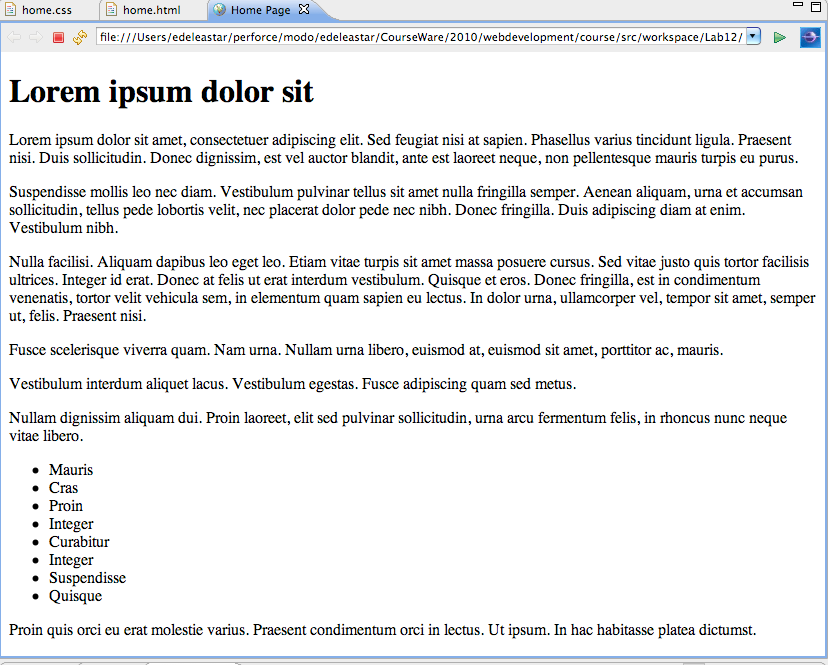 home.css
home.html
Home Page
file:///Users/edeleastar/perforce/modo/edeleastar/CourseWare/2010/webdevelopment/course/src/workspace/Lab12/
Lorem ipsum dolor sit
Lorem ipsum dolor sit amet, consectetuer adipiscing elit. Sed feugiat nisi at sapien. Phasellus varius tincidunt ligula. Praesent
nisi. Duis sollicitudin. Donec dignissim, est vel auctor blandit, ante est laoreet neque, non pellentesque mauris turpis eu purus.
Suspendisse mollis leo nec diam. Vestibulum pulvinar tellus sit amet nulla fringilla semper. Aenean aliquam, urna et accumsan
sollicitudin, tellus pede lobortis velit, nec placerat dolor pede nec nibh. Donec fringilla. Duis adipiscing diam at enim.
Vestibulum nibh.
Nulla facilisi. Aliquam dapibus leo eget leo. Etiam vitae turpis sit amet massa posuere cursus. Sed vitae justo quis tortor facilisis
ultrices. Integer id erat. Donec at felis ut erat interdum vestibulum. Quisque et eros. Donec fringilla, est in condimentum
venenatis, tortor velit vehicula sem, in elementum quam sapien eu lectus. In dolor urna, ullamcorper vel, tempor sit amet, semper
ut, felis. Praesent nisi.
Fusce scelerisque viverra quam. Nam urna. Nullam urna libero, euismod at, euismod sit amet, porttitor ac, mauris.
Vestibulum interdum aliquet lacus. Vestibulum egestas. Fusce adipiscing quam sed metus.
Nullam dignissim aliquam dui. Proin laoreet, elit sed pulvinar sollicitudin, urna arcu fermentum felis, in rhoncus nunc neque
vitae libero.
• Mauris
• Cras
• Proin
• Integer
• Curabitur
• Integer
• Suspendisse
• Quisque
Proin quis orci eu erat molestie varius. Praesent condimentum orci in lectus. Ut ipsum. In hac habitasse platea dictumst.